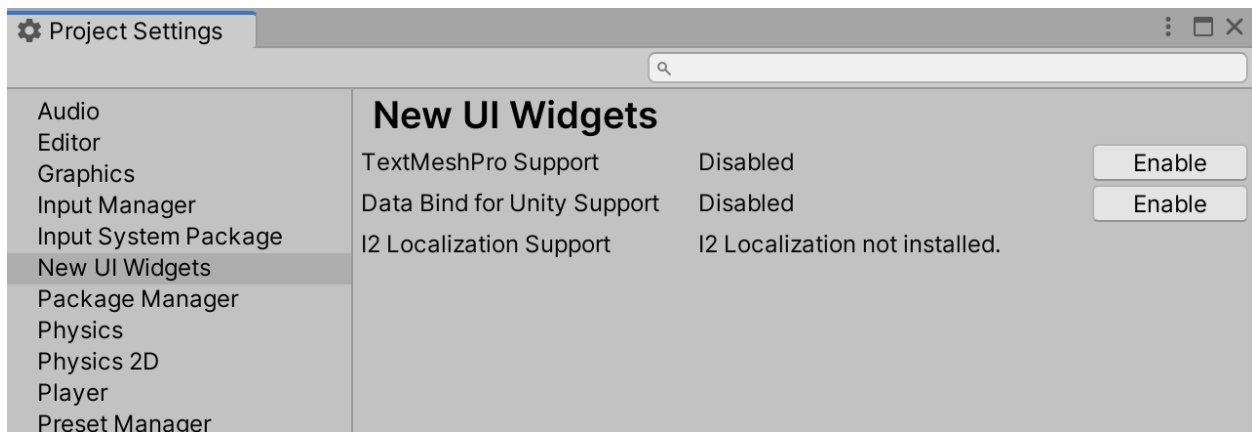 Project Settings
Audio
Editor
Graphics
Input Manager
Input System Package
New UI Widgets
Package Manager
Physics
Physics 2D
Player
Preset Manager
New UI Widgets
TextMeshPro Support Disabled Enable
Data Bind for Unity Support Disabled Enable
I2 Localization Support I2 Localization not installed.